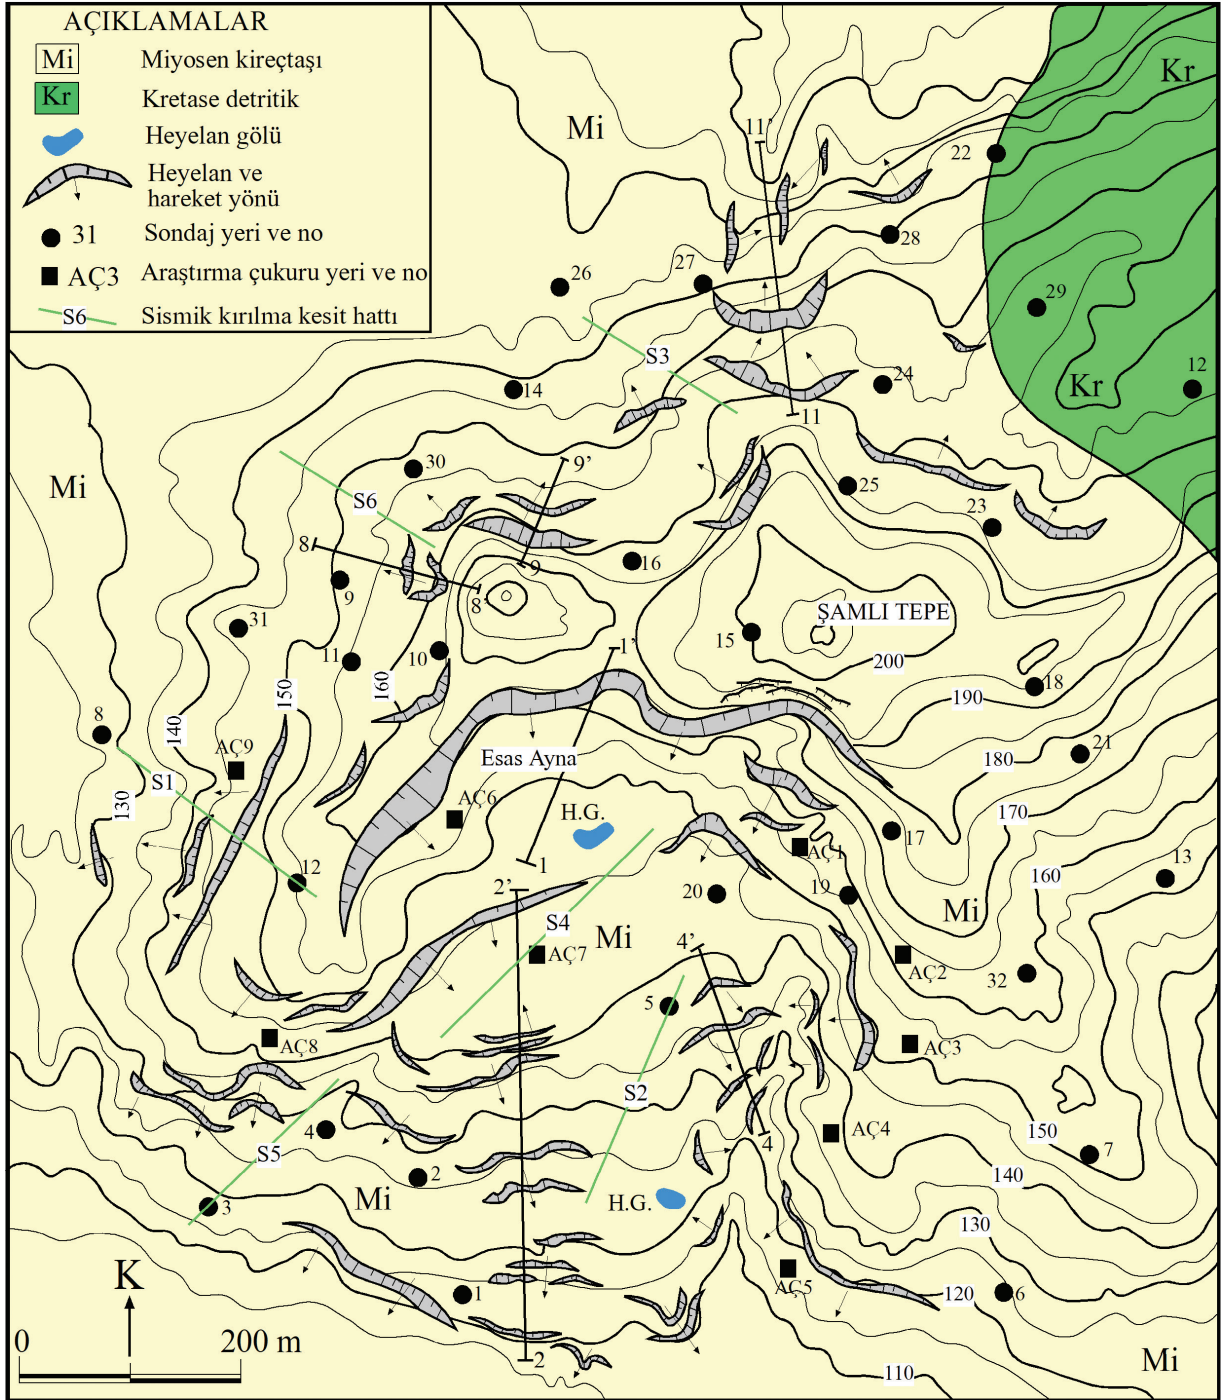 AÇIKLAMALAR
Mi Miyosen kireçtaşı
Kr Kretase detritik
Heyelan gölü
Heyelan ve
hareket yönü
31 Sondaj yeri ve no
AÇ3 Araştırma çukuru yeri ve no
S6 Sismik kırılma kesit hattı
Kr
Mi
11'
22
28
26
27
29
S3
Kr
12
24
14
11
9'
30
Mi
25
S6
23
8
16
9
9
8'
ŞAMLI TEPE
31
15
1'
11
10
200
160
18
150
190
8
140
21
AÇ9
Esas Ayna
180
S1
130
AÇ6
H.G.
170
17
AÇ1
13
1
160
12
2'
20
19
Mi
S4
Mi
4'
AÇ7
AÇ2
32
5
AÇ8
AÇ3
S2
4
AÇ4
150
4
S5
7
2
140
Mi
H.G.
3
130
K
AÇ5
120
6
1
0 200 m
2
110
Mi